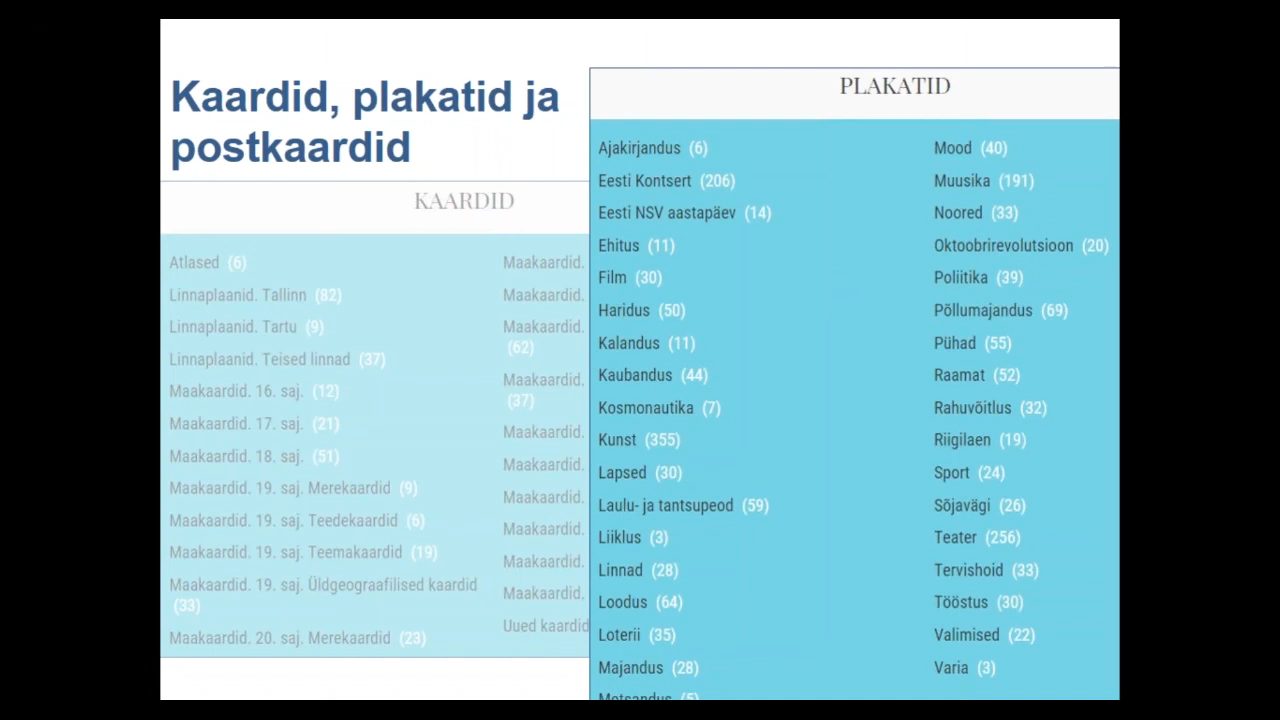 Kaardid, plakatid ja
postkaardid
KAARDID
Atlased (6)
Linnaplaanid. Tallinn (82)
Linnaplaanid. Tartu (9)
Linnaplaanid. Teised linnad (37)
Maakaardid. 16. saj. (12)
Maakaardid. 17. saj. (21)
Maakaardid. 18. saj. (51)
Maakaardid. 19. saj. Merekaardid (9)
Maakaardid. 19. saj. Teedekaardid (6)
Maakaardid. 19. saj. Teemakaardid (19)
Maakaardid. 19. saj. Üldgeograafilised kaardid
(33)
Maakaardid. 20. saj. Merekaardid (23)
Maakaardid.
Maakaardid.
Maakaardid.
(62)
Maakaardid.
(37)
Maakaardid.
Maakaardid.
Maakaardid.
Maakaardid.
Maakaardid.
Maakaardid.
Uued kaardid
PLAKATID
Ajakirjandus (6)
Eesti Kontsert (206)
Eesti NSV aastapäev (14)
Ehitus (11)
Film (30)
Haridus (50)
Kalandus (11)
Kaubandus (44)
Kosmonautika (7)
Kunst (355)
Lapsed (30)
Laulu- ja tantsupeod (59)
Liiklus (3)
Linnad (28)
Loodus (64)
Loterii (35)
Majandus (28)
Metsandus (5)
Mood (40)
Muusika (191)
Noored (33)
Oktoobrirevolutsioon (20)
Poliitika (39)
Põllumajandus (69)
Pühad (55)
Raamat (52)
Rahuvõitlus (32)
Riigilaen (19)
Sport (24)
Sõjavägi (26)
Teater (256)
Tervishoid (33)
Tööstus (30)
Valimised (22)
Varia (3)